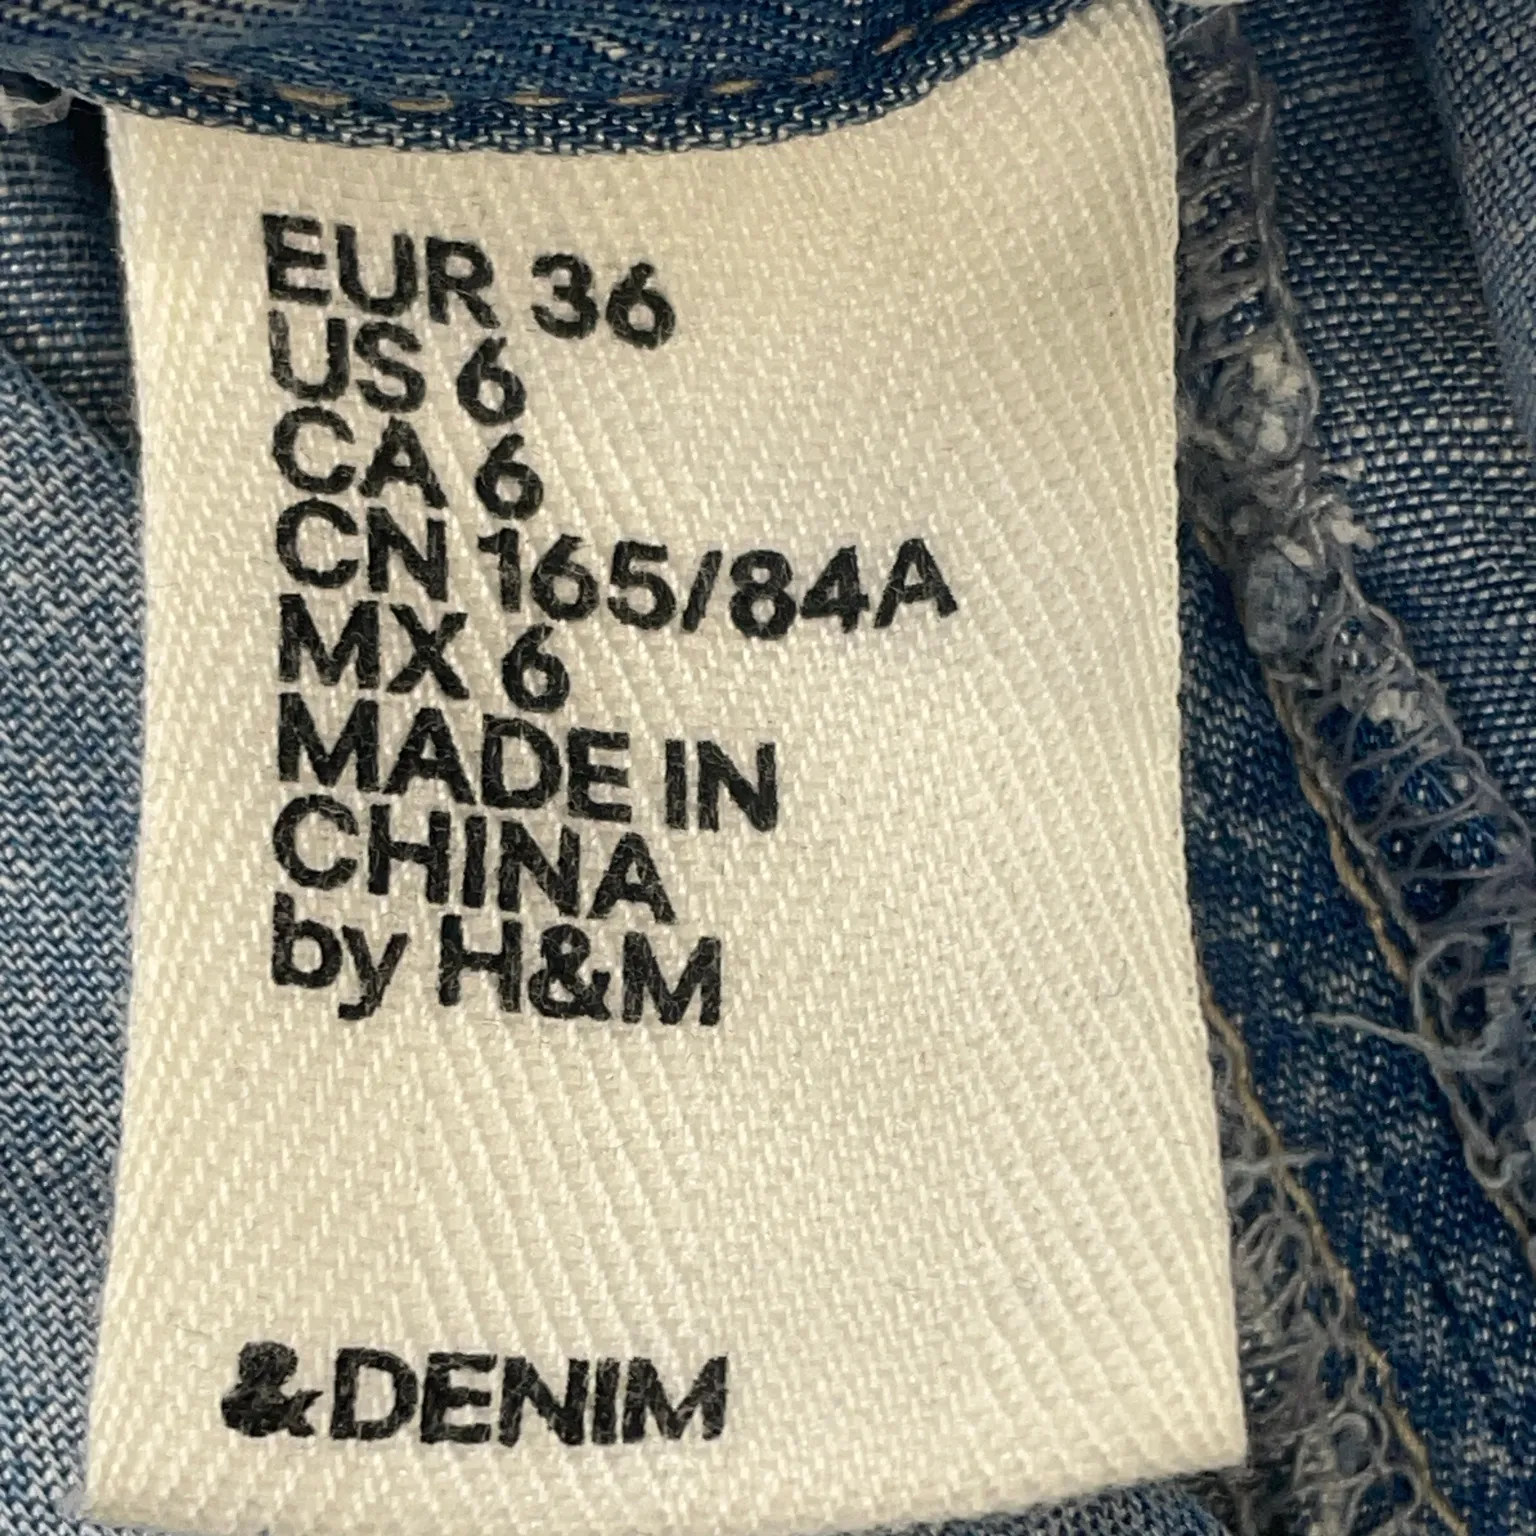 EUR 36
US 6
CA 6
CN 165/84A
MX 6
MADE IN
CHINA
by H&M
&DENIM